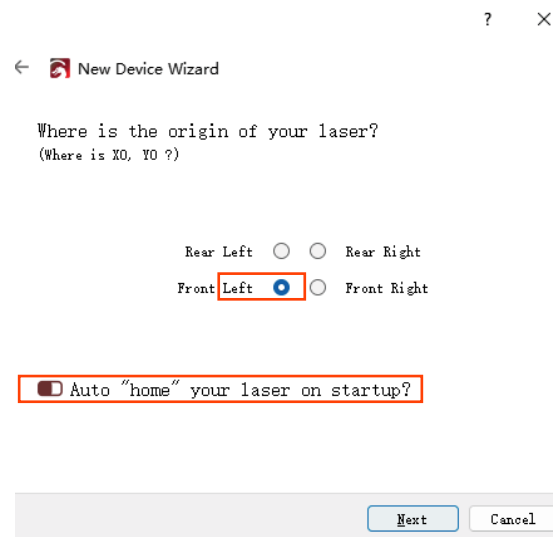 ?
New Device Wizard
Where is the origin of your laser?
(Where is X0, Y0 ?)
Rear Left Rear Right
Front Left Front Right
Auto "home" your laser on startup?
Next Cancel